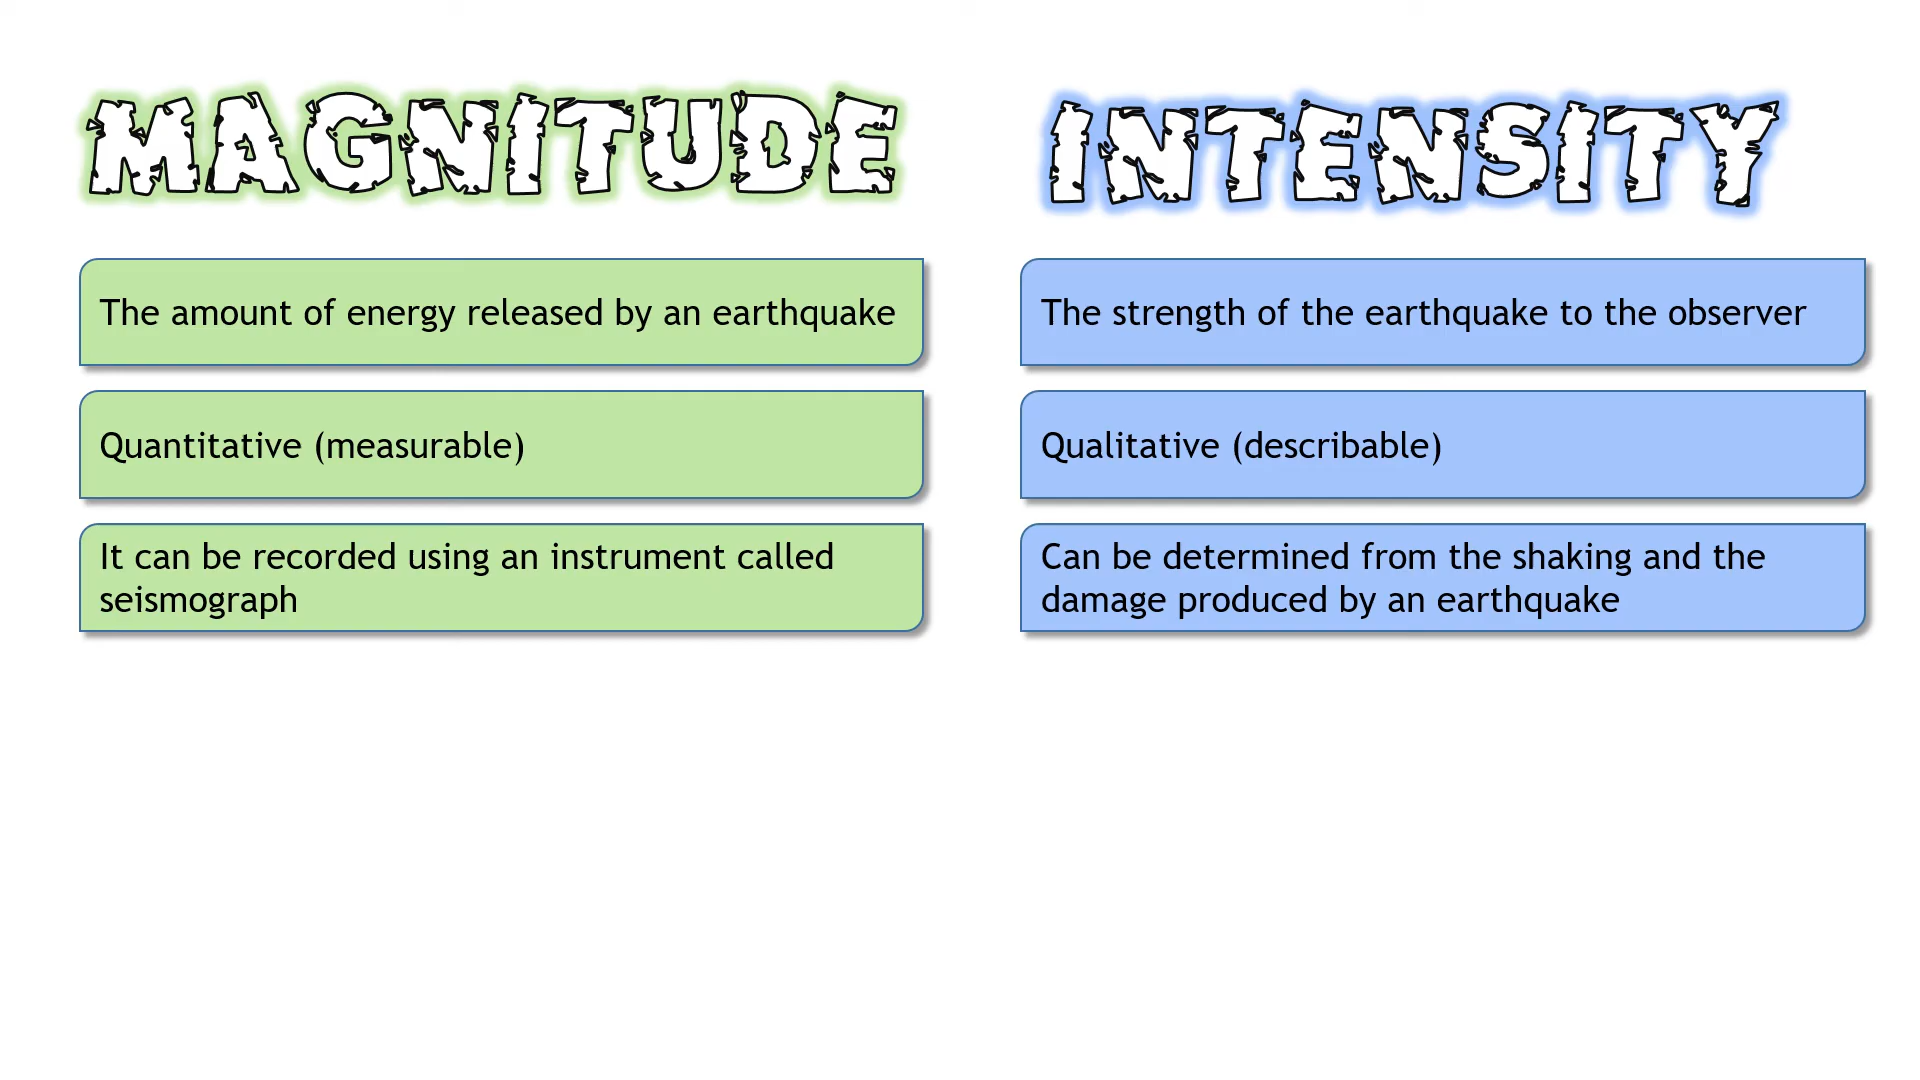 MAGNITUDE
The amount of energy released by an earthquake
Quantitative (measurable)
It can be recorded using an instrument called
seismograph
INTENSITY
The strength of the earthquake to the observer
Qualitative (describable)
Can be determined from the shaking and the
damage produced by an earthquake